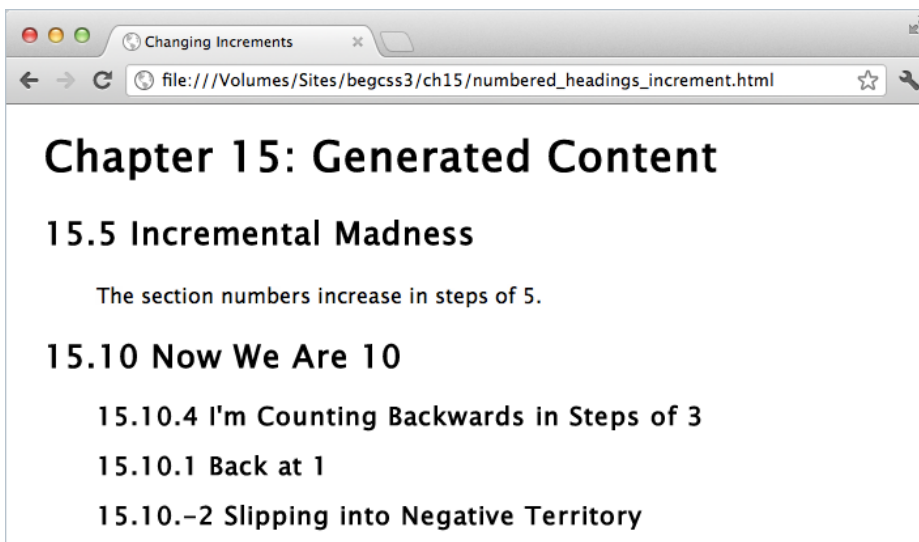 Changing Increments
file:///Volumes/Sites/begcss3/ch15/numbered_headings_increment.html
Chapter 15: Generated Content
15.5 Incremental Madness
The section numbers increase in steps of 5.
15.10 Now We Are 10
15.10.4 I'm Counting Backwards in Steps of 3
15.10.1 Back at 1
15.10.−2 Slipping into Negative Territory